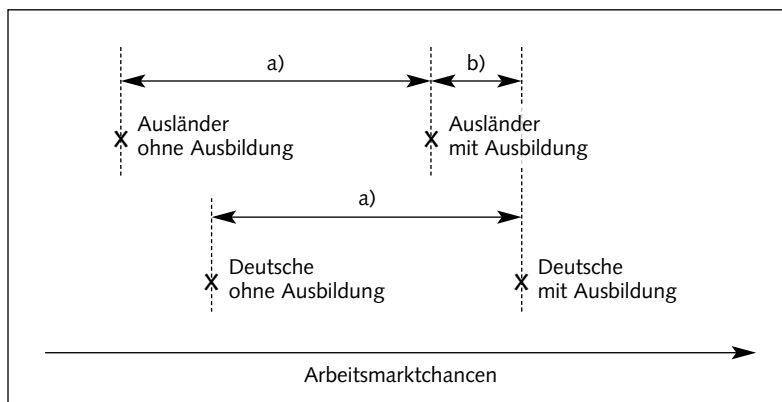 a)
b)
Ausländer
ohne Ausbildung
Ausländer
mit Ausbildung
a)
Deutsche
ohne Ausbildung
Deutsche
mit Ausbildung
Arbeitsmarktchancen